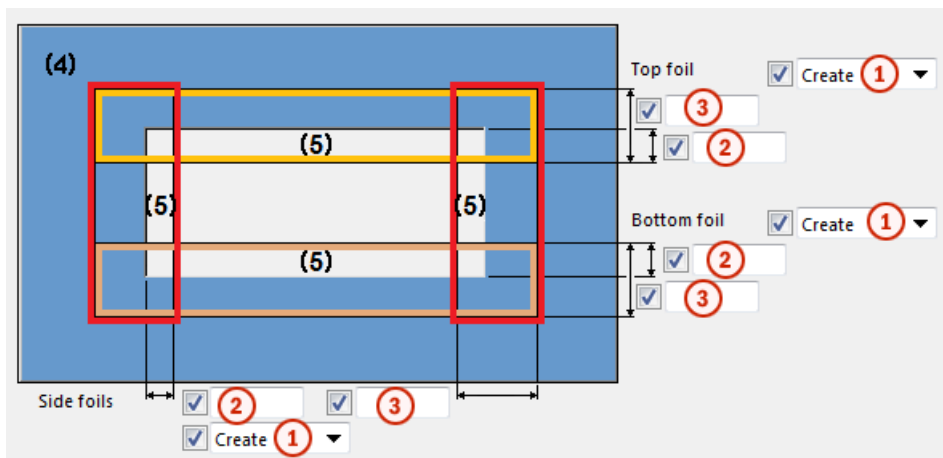 (4)
Top foil
Create 1
3
(5)
2
(5) (5)
Bottom foil
Create 1
(5)
2
3
Side foils
2 3
Create 1